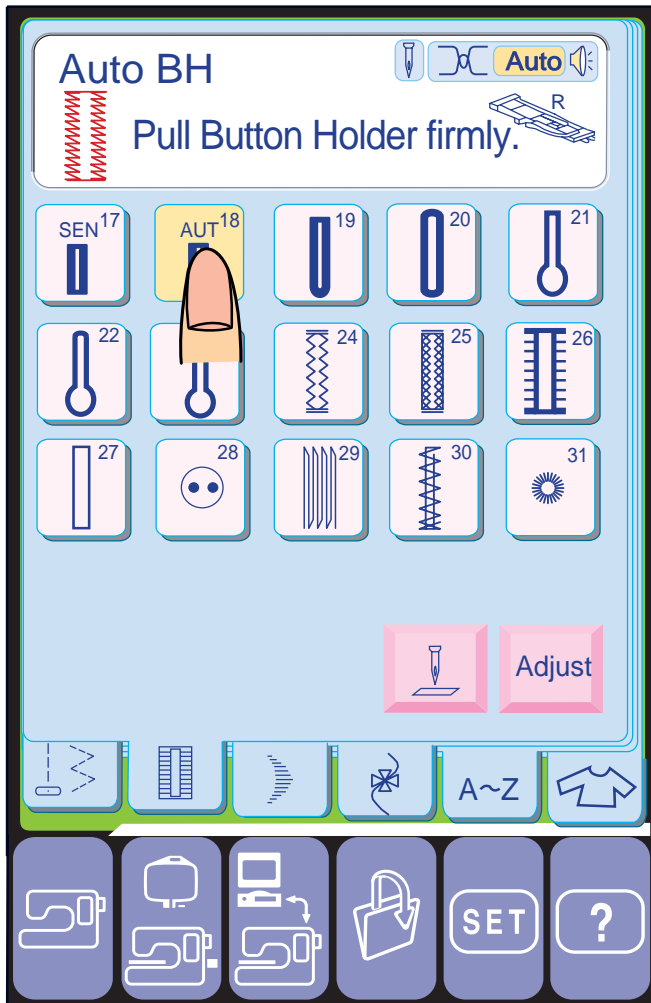 Auto BH
Auto
R
Pull Button Holder firmly.
SEN 17
AUT 18
19
20
21
22
24
25
26
27
28
29
30
31
Adjust
A~Z
SET
?